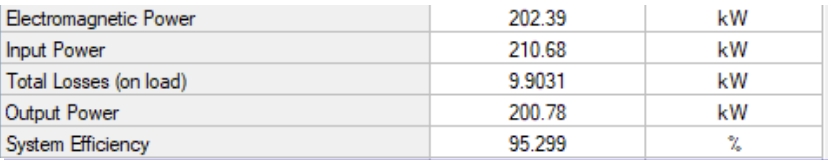 Electromagnetic Power 202.39 kW
Input Power 210.68 kW
Total Losses (on load) 9.9031 kW
Output Power 200.78 kW
System Efficiency 95.299 %